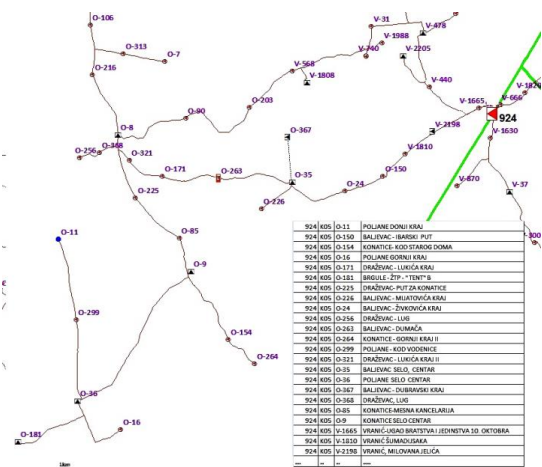 O-106
V-31
V-478
V-1988
O-313
O-7
V-740
V-2205
O-216
V-568
V-1808
V-440
V-1820
V-666
V-1665
O-203
O-90
924
O-8
O-367
V-2198
V-1630
O-368
O-256
O-321
V-1810
O-171
O-263
O-35
O-150
V-870
O-24
V-37
O-225
O-226
O-11
O-85
O-9
O-299
O-154
O-264
O-36
O-16
O-181
924 K05 O-11 POLJANE DONJI KRAJ
924 K05 O-150 BALJEVAC - IBARSKI PUT
924 K05 O-154 KONATICE- KOD STAROG DOMA
924 K05 O-16 POLJANE GORNJI KRAJ
924 K05 O-171 DRAŽEVAC - LUKIĆA KRAJ
924 K05 O-181 BRGULE - ŽTP - "TENT" B
924 K05 O-225 DRAŽEVAC- PUT ZA KONATICE
924 K05 O-226 BALJEVAC - MIJATOVIĆA KRAJ
924 K05 O-24 BALJEVAC - ŽIVKOVIĆA KRAJ
924 K05 O-256 DRAŽEVAC - LUG
924 K05 O-263 BALJEVAC - DUMAČA
924 K05 O-264 KONATICE - GORNJI KRAJ II
924 K05 O-299 POLJANE - KOD VODENICE
924 K05 O-321 DRAŽEVAC - LUKIĆA KRAJ II
924 K05 O-35 BALJEVAC SELO, CENTAR
924 K05 O-36 POLJANE SELO CENTAR
924 K05 O-367 BALJEVAC - DUBRAVSKI KRAJ
924 K05 O-368 DRAŽEVAC, LUG
924 K05 O-85 KONATICE-MESNA KANCELARIJA
924 K05 O-9 KONATICE SELO CENTAR
924 K05 V-1665 VRANIĆ-UGAO BRATSTVA I JEDINSTVA 10. OKTOBRA
924 K05 V-1810 VRANIĆ ŠUMADIJSKA
924 K05 V-2198 VRANIĆ, MILOVANA JELIĆA